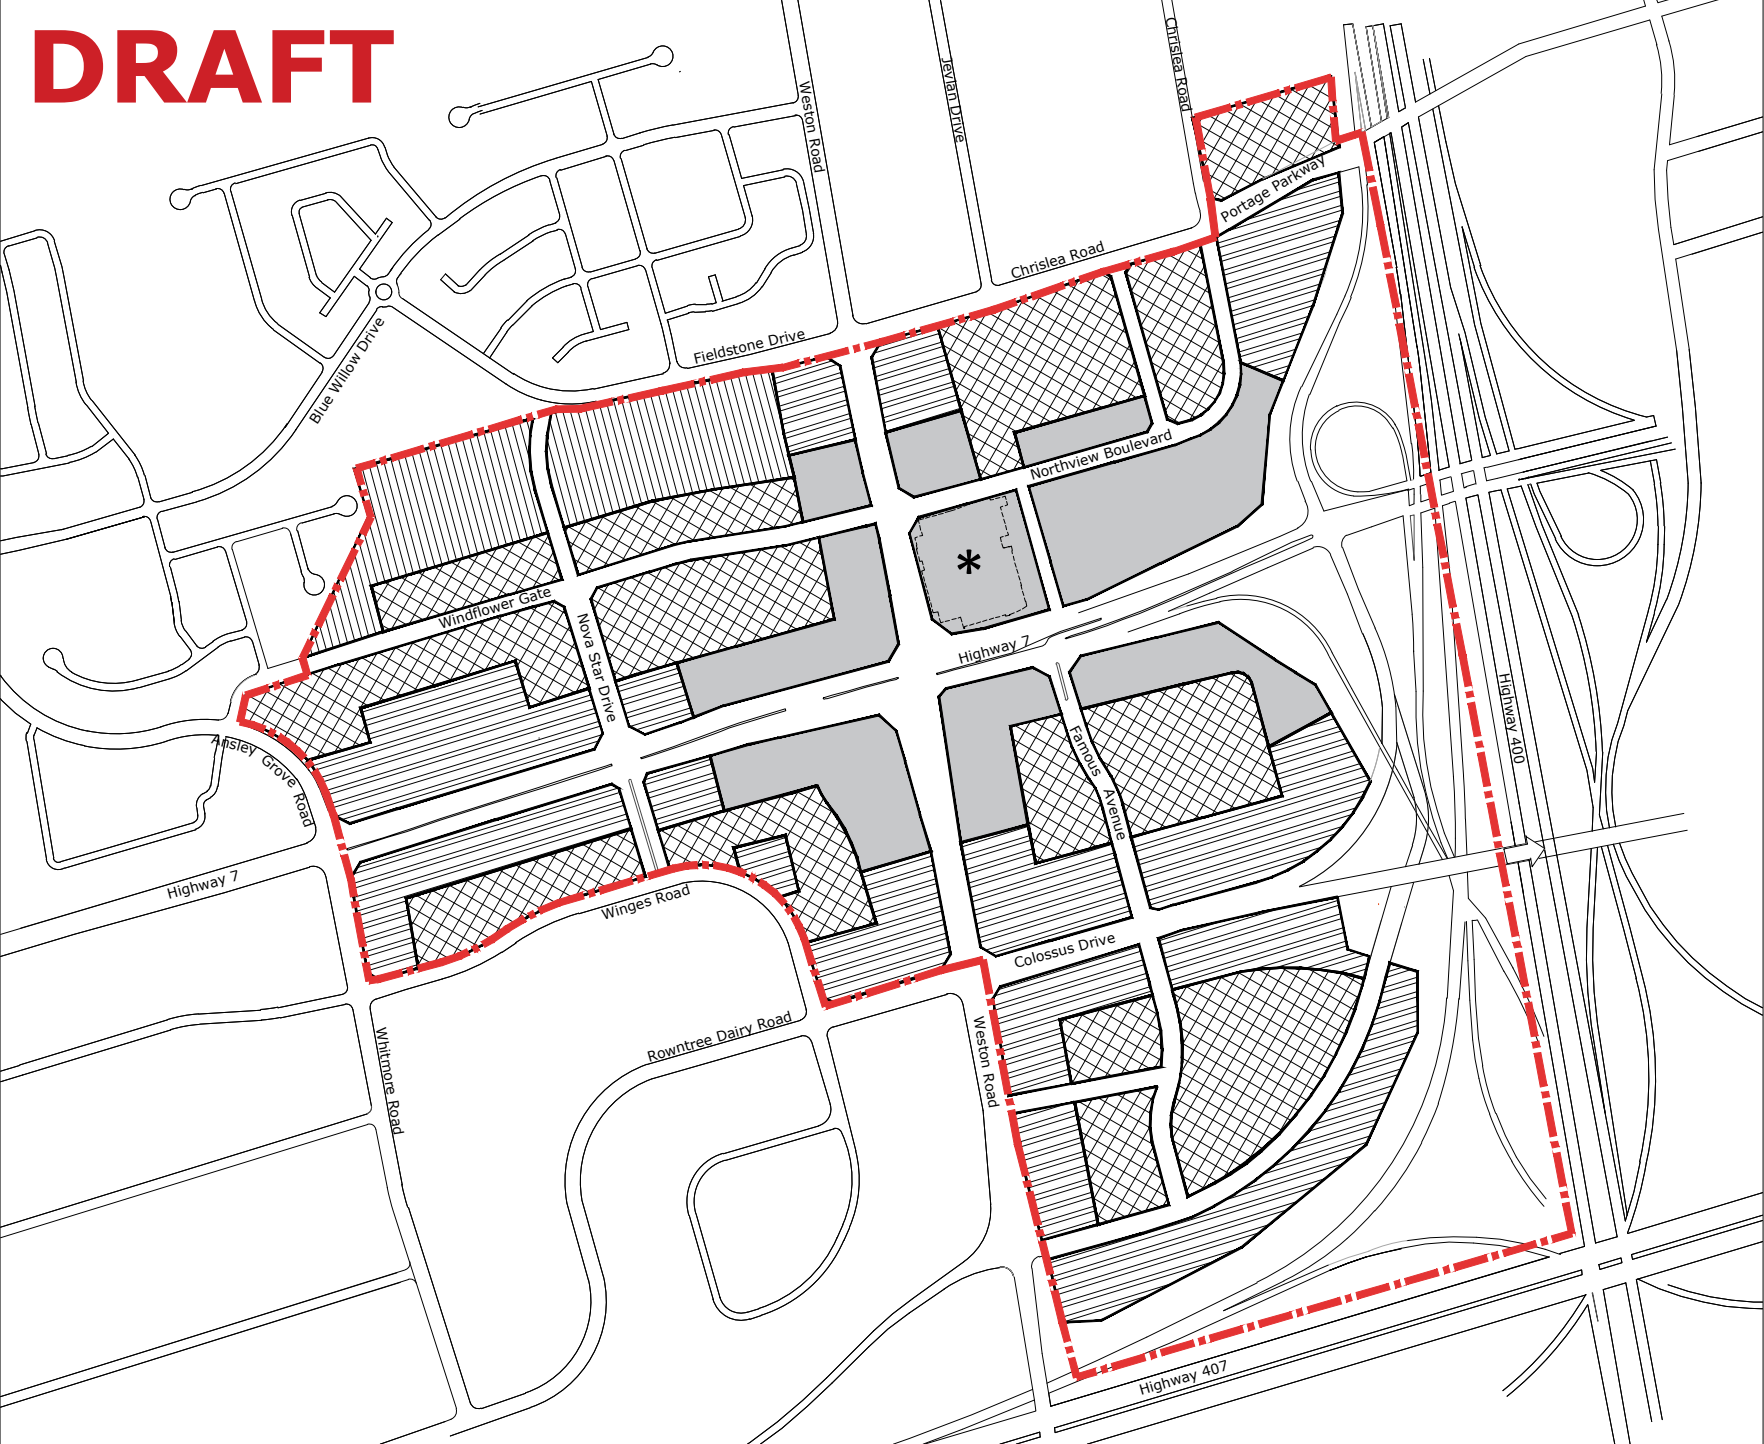 DRAFT
Weston Road
Jevlan Drive
Chrislea Road
Portage Parkway
Chrislea Road
Fieldstone Drive
Blue Willow Drive
Northview Boulevard
*
Windflower Gate
Nova Star Drive
Highway 7
Highway 400
Ansley Grove Road
Famous Avenue
Highway 7
Winges Road
Colossus Drive
Rowntree Dairy Road
Weston Road
Whitmore Road
Highway 407